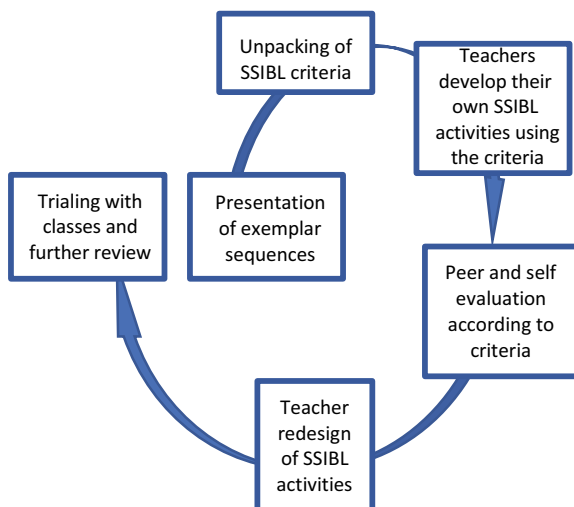 Unpacking of
SSIBL criteria
Teachers
develop their
own SSIBL
activities using
the criteria
Trialing with
classes and
further review
Presentation
of exemplar
sequences
Peer and self
evaluation
according to
criteria
Teacher
redesign
of SSIBL
activities